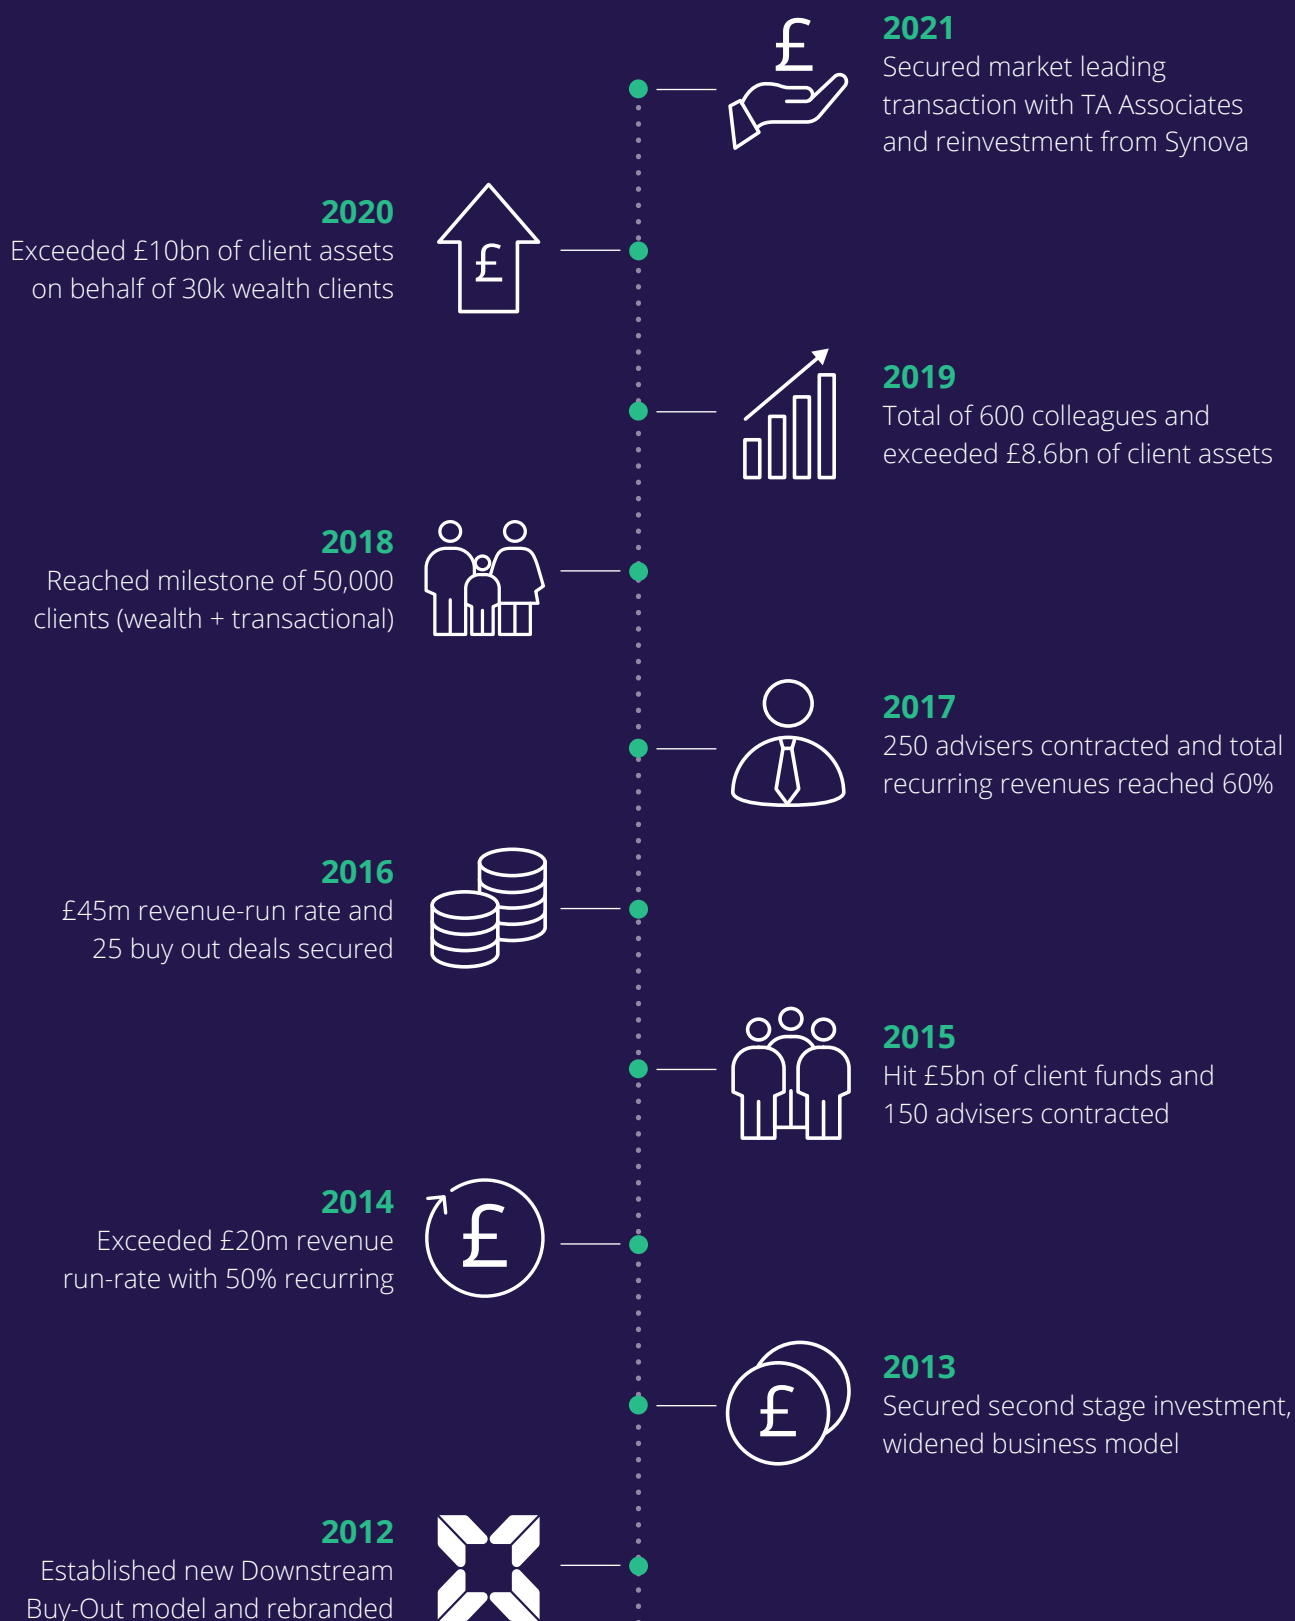 2021
Secured market leading
transaction with TA Associates
and reinvestment from Synova
2020
Exceeded £10bn of client assets
on behalf of 30k wealth clients
£
£
2019
Total of 600 colleagues and
exceeded £8.6bn of client assets
2018
Reached milestone of 50,000
clients (wealth + transactional)
2017
250 advisers contracted and total
recurring revenues reached 60%
2016
£45m revenue-run rate and
25 buy out deals secured
2015
Hit £5bn of client funds and
150 advisers contracted
2014
Exceeded £20m revenue
run-rate with 50% recurring
£
2013
Secured second stage investment,
widened business model
£
2012
Established new Downstream
Buy-Out model and rebranded